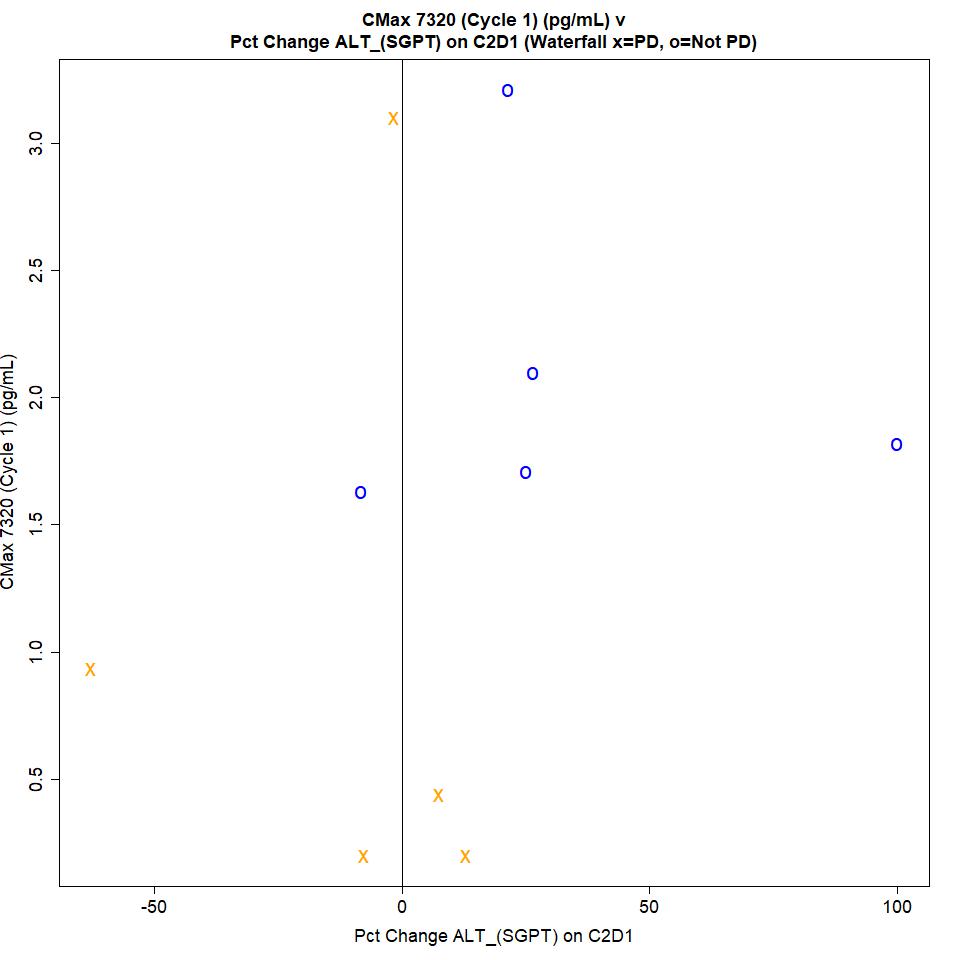 CMax 7320 (Cycle 1) (pg/mL) v
Pct Change ALT_(SGPT) on C2D1 (Waterfall x=PD, o=Not PD)
CMax 7320 (Cycle 1) (pg/mL)
3.0
2.5
2.0
1.5
1.0
0.5
O
X
O
O
O
O
X
X
X
X
-50
0
50
100
Pct Change ALT_(SGPT) on C2D1